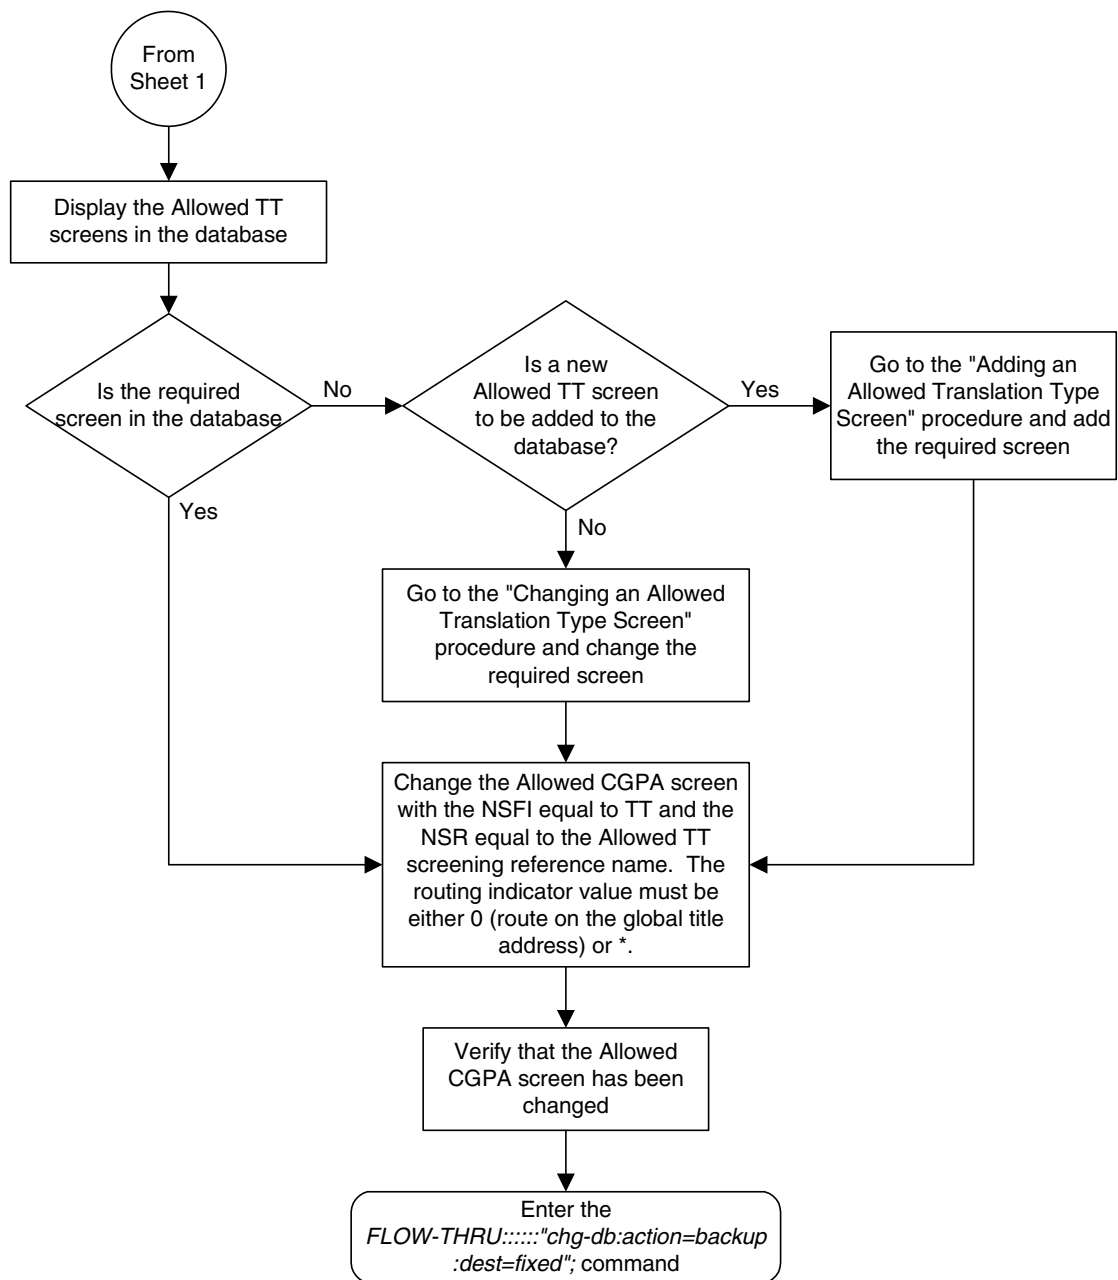 From
Sheet 1
Display the Allowed TT
screens in the database
Is the required
screen in the database
No
Is a new
Allowed TT screen
to be added to the
database?
Yes
Go to the "Adding an
Allowed Translation Type
Screen" procedure and add
the required screen
Yes
No
Go to the "Changing an Allowed
Translation Type Screen"
procedure and change the
required screen
Change the Allowed CGPA screen
with the NSFI equal to TT and the
NSR equal to the Allowed TT
screening reference name.  The
routing indicator value must be
either 0 (route on the global title
address) or *.
Verify that the Allowed
CGPA screen has been
changed
Enter the
FLOW-THRU::::::"chg-db:action=backup
:dest=fixed"; command